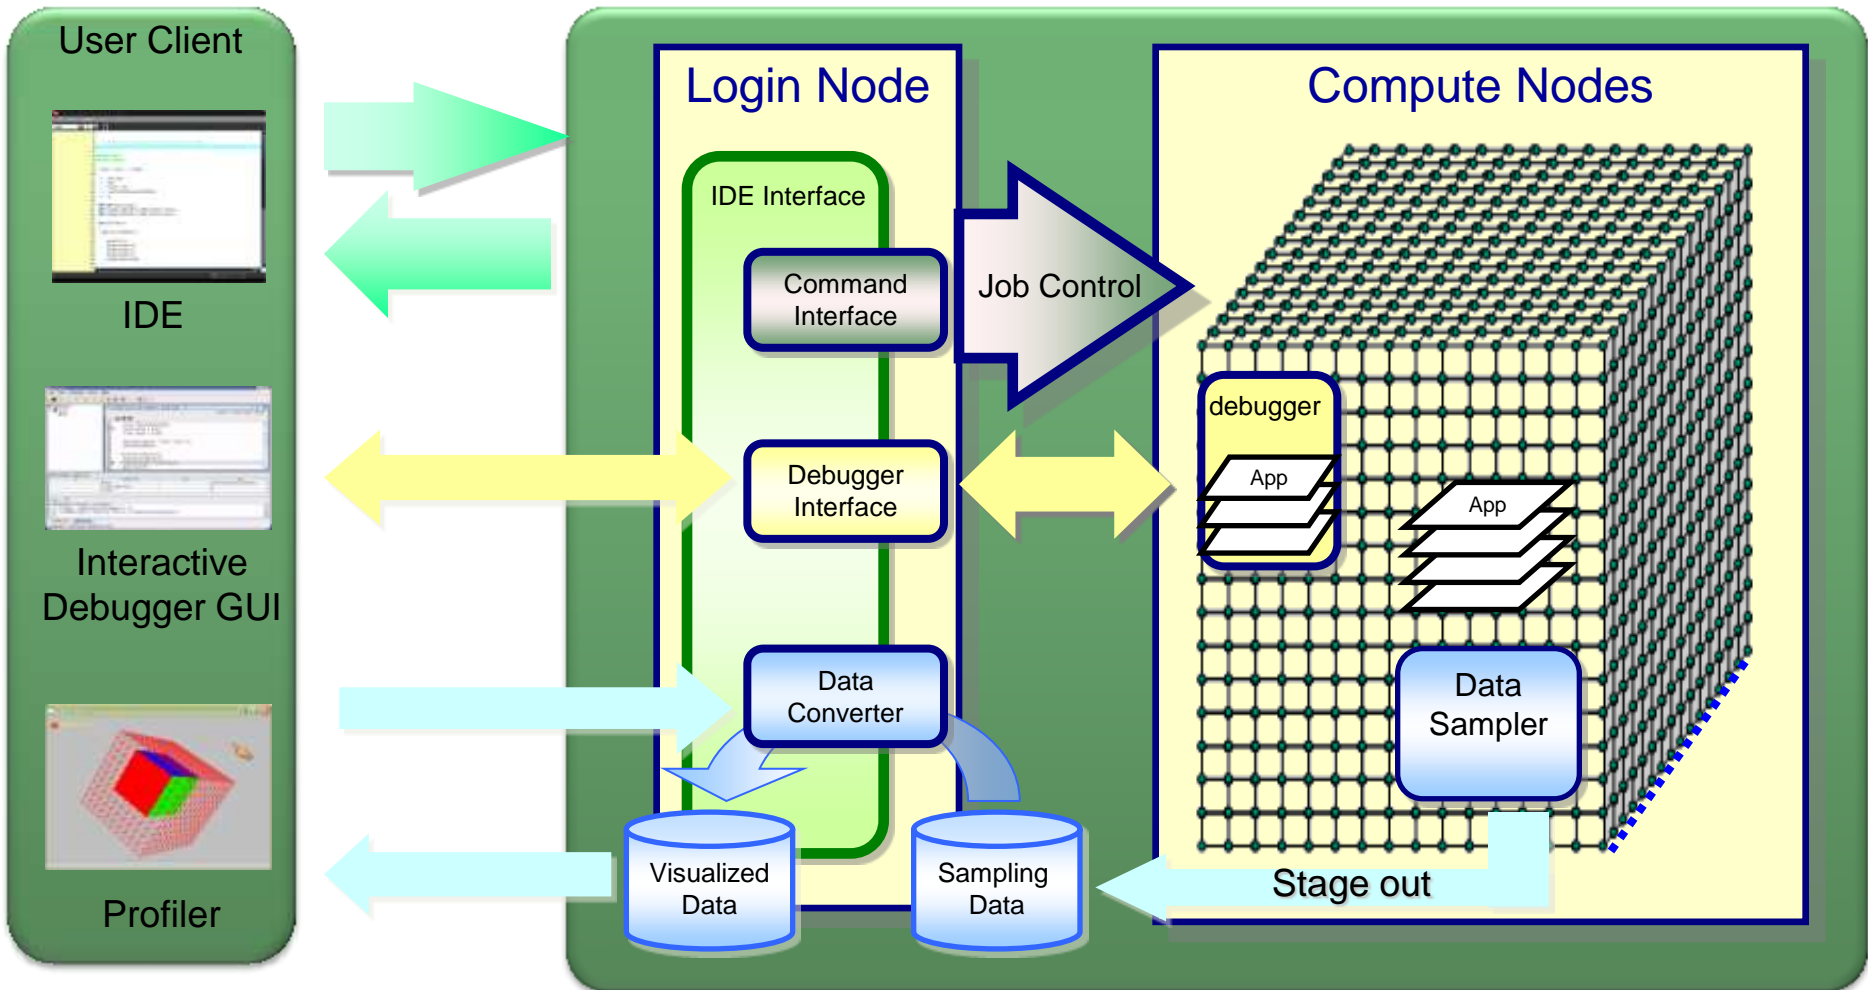 User Client
IDE
Interactive
Debugger GUI
Profiler
Login Node
IDE Interface
Command
Interface
Job Control
Debugger
Interface
Data
Converter
Visualized
Data
Sampling
Data
Compute Nodes
debugger
App
App
Data
Sampler
Stage out